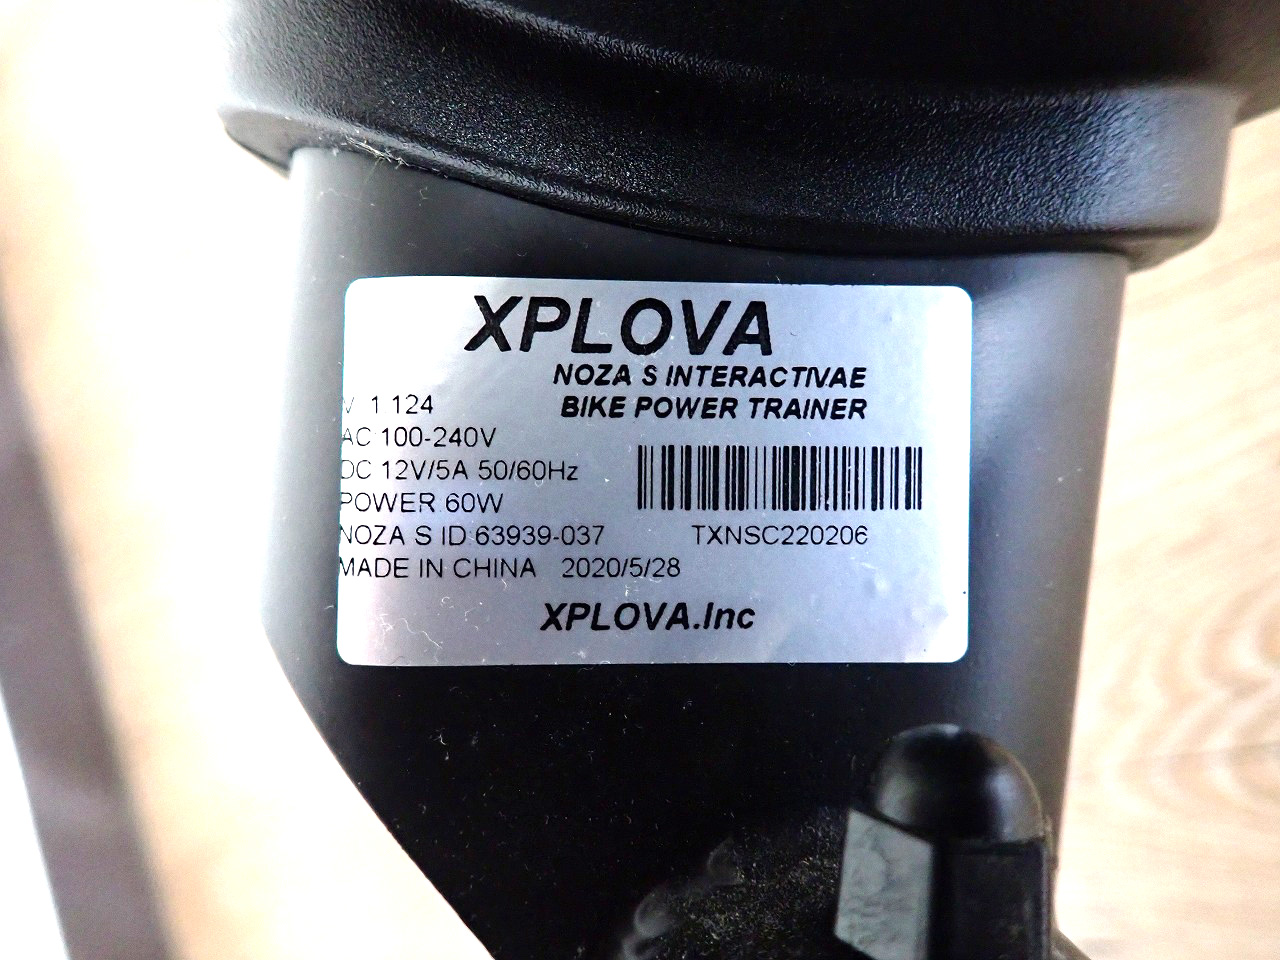 XPLOVA
NOZA S INTERACTIVAE
BIKE POWER TRAINER
V 1.124
AC 100-240V
DC 12V/5A 50/60Hz
POWER 60W
NOZA S ID:63939-037
TXNSC220206
MADE IN CHINA 2020/5/28
XPLOVA.Inc